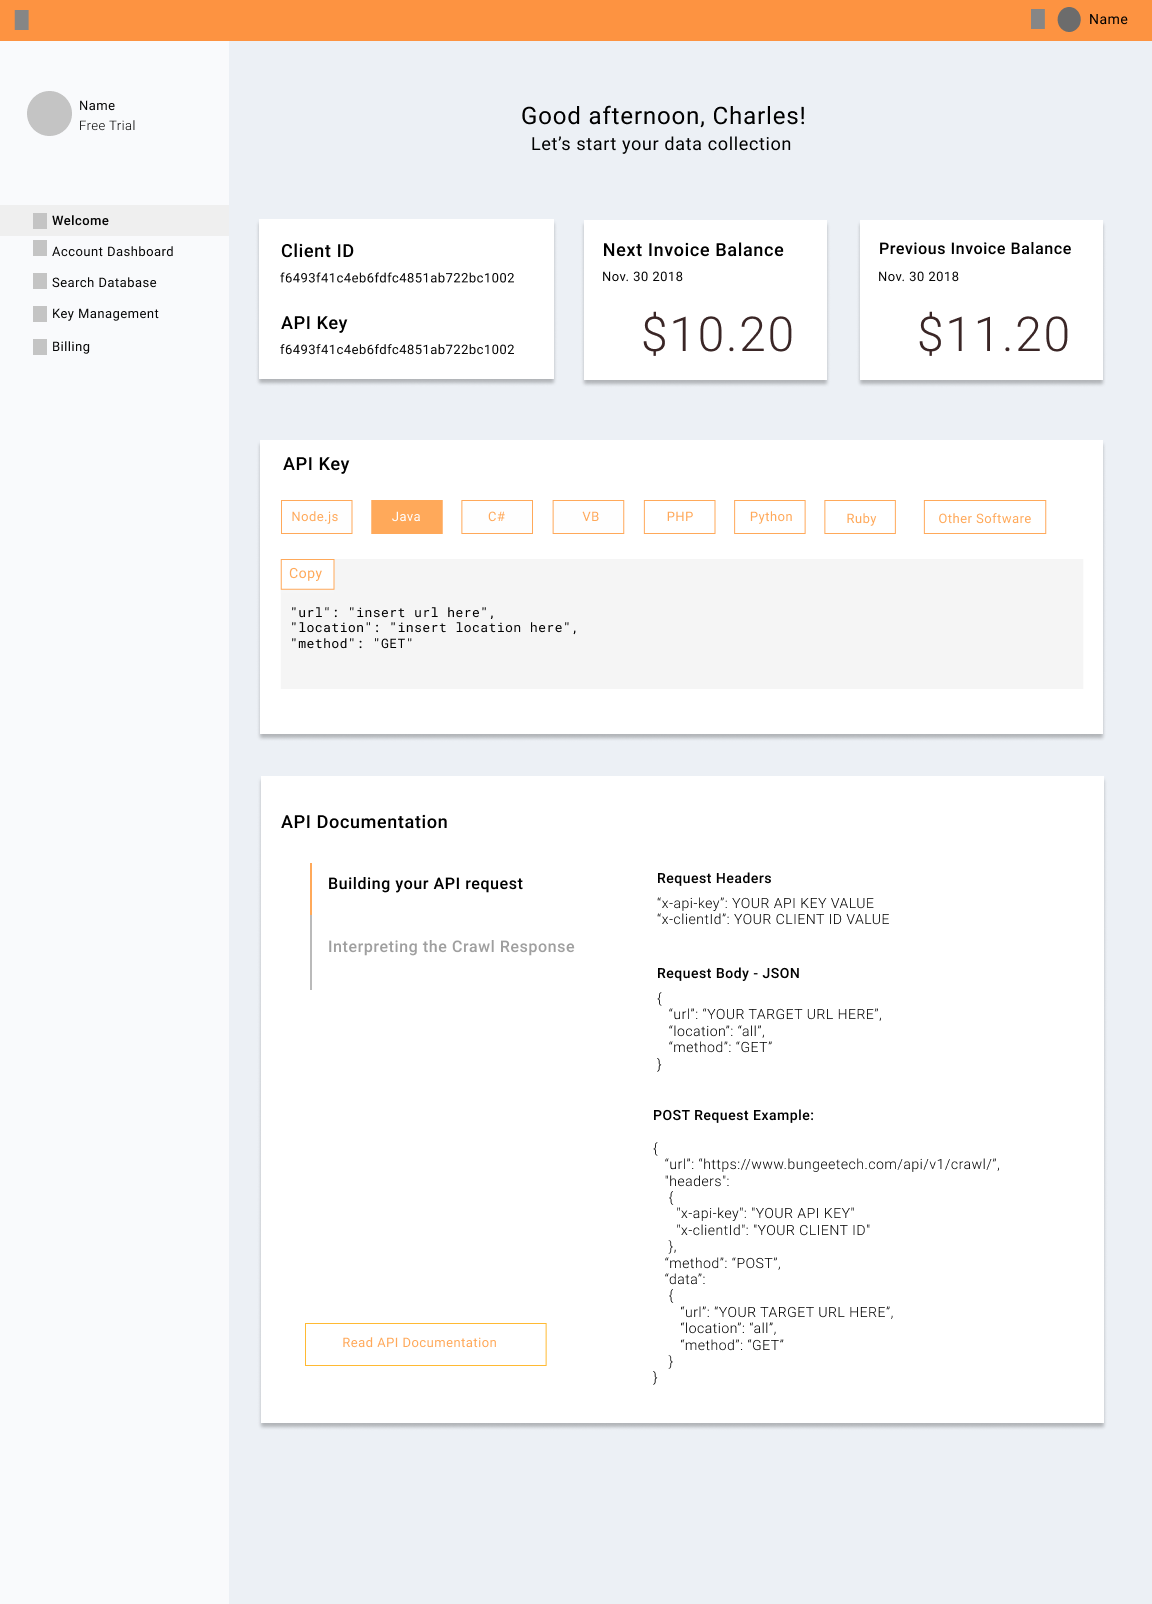 Name
Name
Free Trial
Welcome
Account Dashboard
Search Database
Key Management
Billing
Good afternoon, Charles!
Let’s start your data collection
Client ID
f6493f41c4eb6fdfc4851ab722bc1002
API Key
f6493f41c4eb6fdfc4851ab722bc1002
Next Invoice Balance
Nov. 30 2018
$10.20
Previous Invoice Balance
Nov. 30 2018
$11.20
API Key
Node.js
Java
C#
VB
PHP
Python
Ruby
Other Software
Copy
"url": "insert url here",
"location": "insert location here",
"method": "GET"
API Documentation
Building your API request
Interpreting the Crawl Response
Read API Documentation
Request Headers
“x-api-key”: YOUR API KEY VALUE
“x-clientId”: YOUR CLIENT ID VALUE
Request Body - JSON
{
“url”: “YOUR TARGET URL HERE”,
“location”: “all”,
“method”: “GET”
}
POST Request Example:
{
“url”: “https://www.bungeetech.com/api/v1/crawl/”,
"headers":
{
"x-api-key": "YOUR API KEY"
"x-clientId": "YOUR CLIENT ID"
},
“method”: “POST”,
“data”:
{
“url”: “YOUR TARGET URL HERE”,
“location”: “all”,
“method”: “GET”
}
}